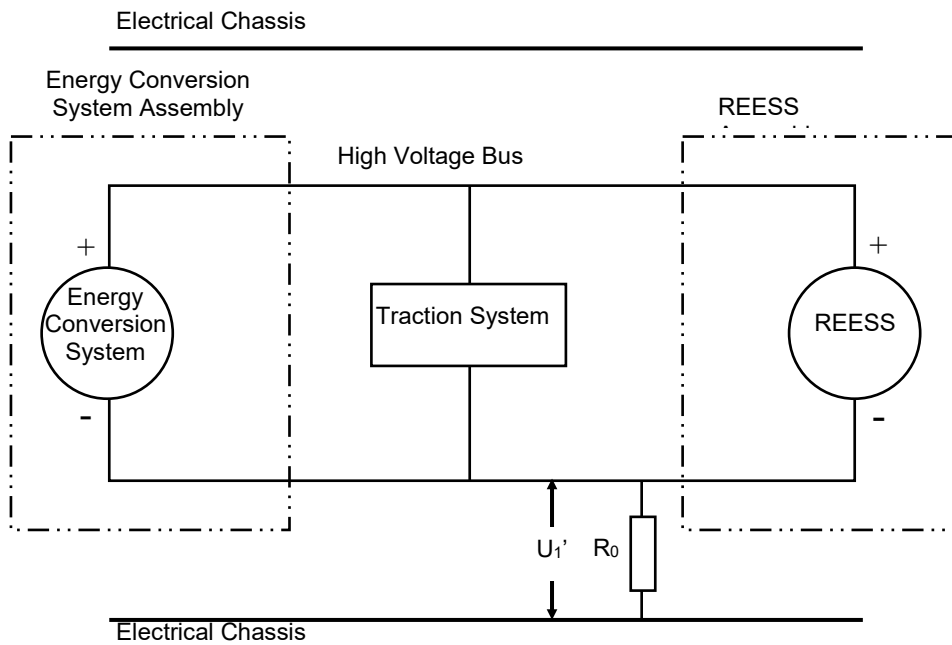 Electrical Chassis
Energy Conversion
System Assembly
REESS
High Voltage Bus
+
+
Energy
Conversion
System
Traction System
REESS
-
-
U₁’
R₀
Electrical Chassis